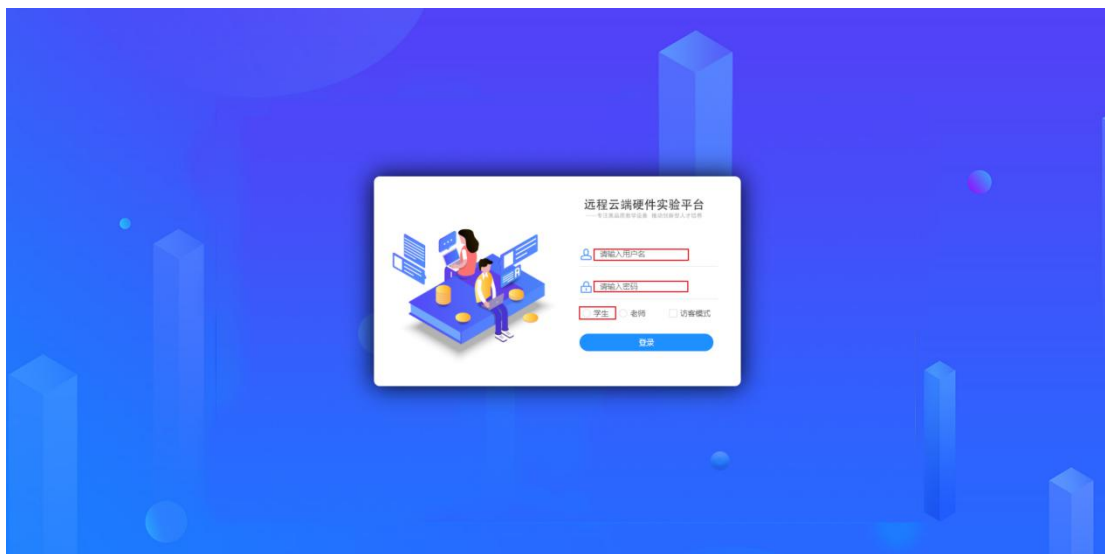 远程云端硬件实验平台
请输入用户名
请输入密码
学生 老师 访客模式
登录